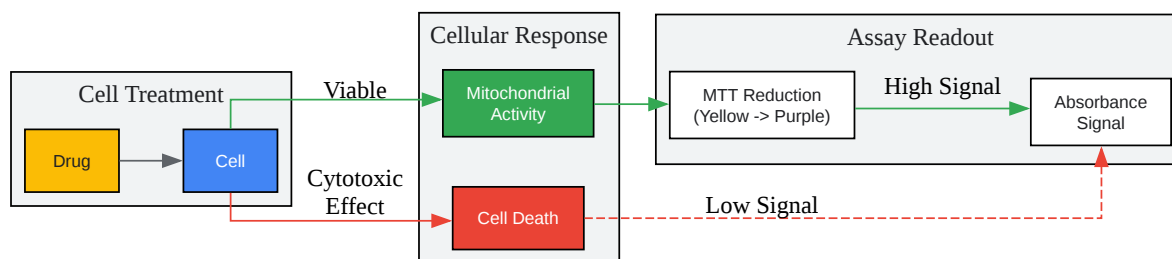 Cell Treatment
Drug
Cell
Viable
Cytotoxic
Effect
Cellular Response
Mitochondrial
Activity
Cell Death
Assay Readout
MTT Reduction
(Yellow -> Purple)
High Signal
Absorbance
Signal
Low Signal